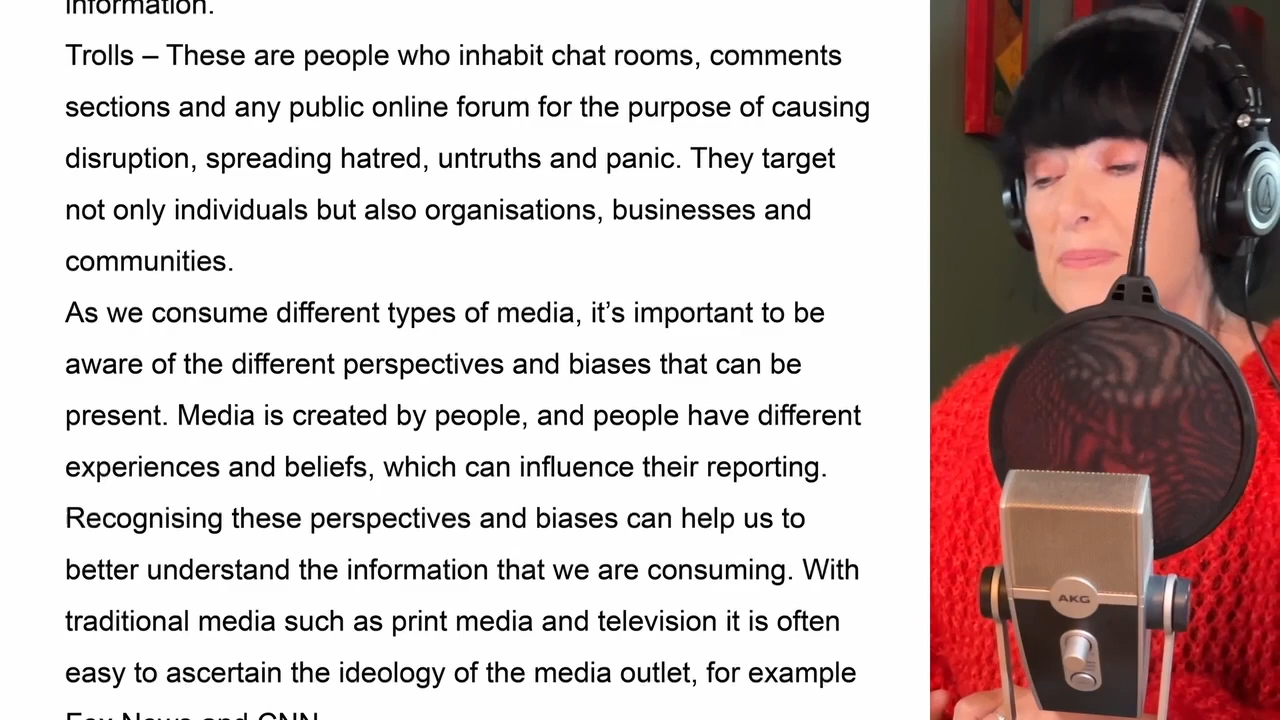 information.
Trolls – These are people who inhabit chat rooms, comments
sections and any public online forum for the purpose of causing
disruption, spreading hatred, untruths and panic. They target
not only individuals but also organisations, businesses and
communities.
As we consume different types of media, it’s important to be
aware of the different perspectives and biases that can be
present. Media is created by people, and people have different
experiences and beliefs, which can influence their reporting.
Recognising these perspectives and biases can help us to
better understand the information that we are consuming. With
traditional media such as print media and television it is often
easy to ascertain the ideology of the media outlet, for example
Fox News and CNN
AKG